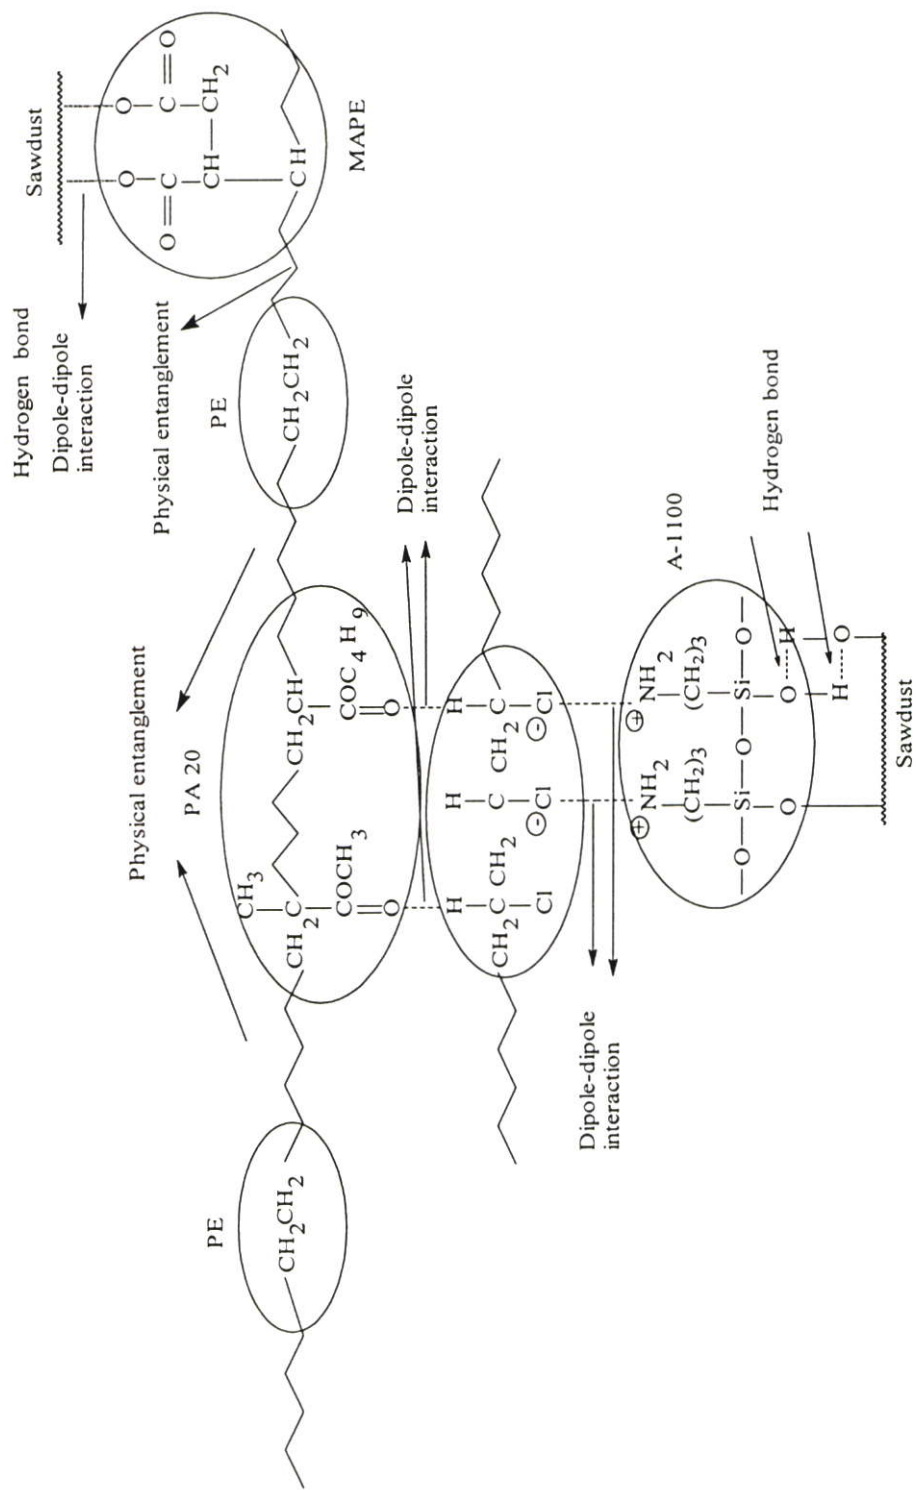 Hydrogen bond
Dipole-dipole
interaction
Sawdust
O O
O=C C=O
CH—CH2
CH
MAPE
Physical entanglement
PE
CH2CH2
Physical entanglement
PA 20
CH3
CH2 C CH2CH
COCH3 COC4H9
O O
PE
CH2CH2
Dipole-dipole
interaction
H H H
CH2 C CH2 C CH2 C
Cl ⊖Cl ⊖Cl
Dipole-dipole
interaction
A-1100
⊕NH2 ⊕NH2
(CH2)3 (CH2)3
—O—Si—O—Si—O—
O O H
H O
Hydrogen bond
Sawdust